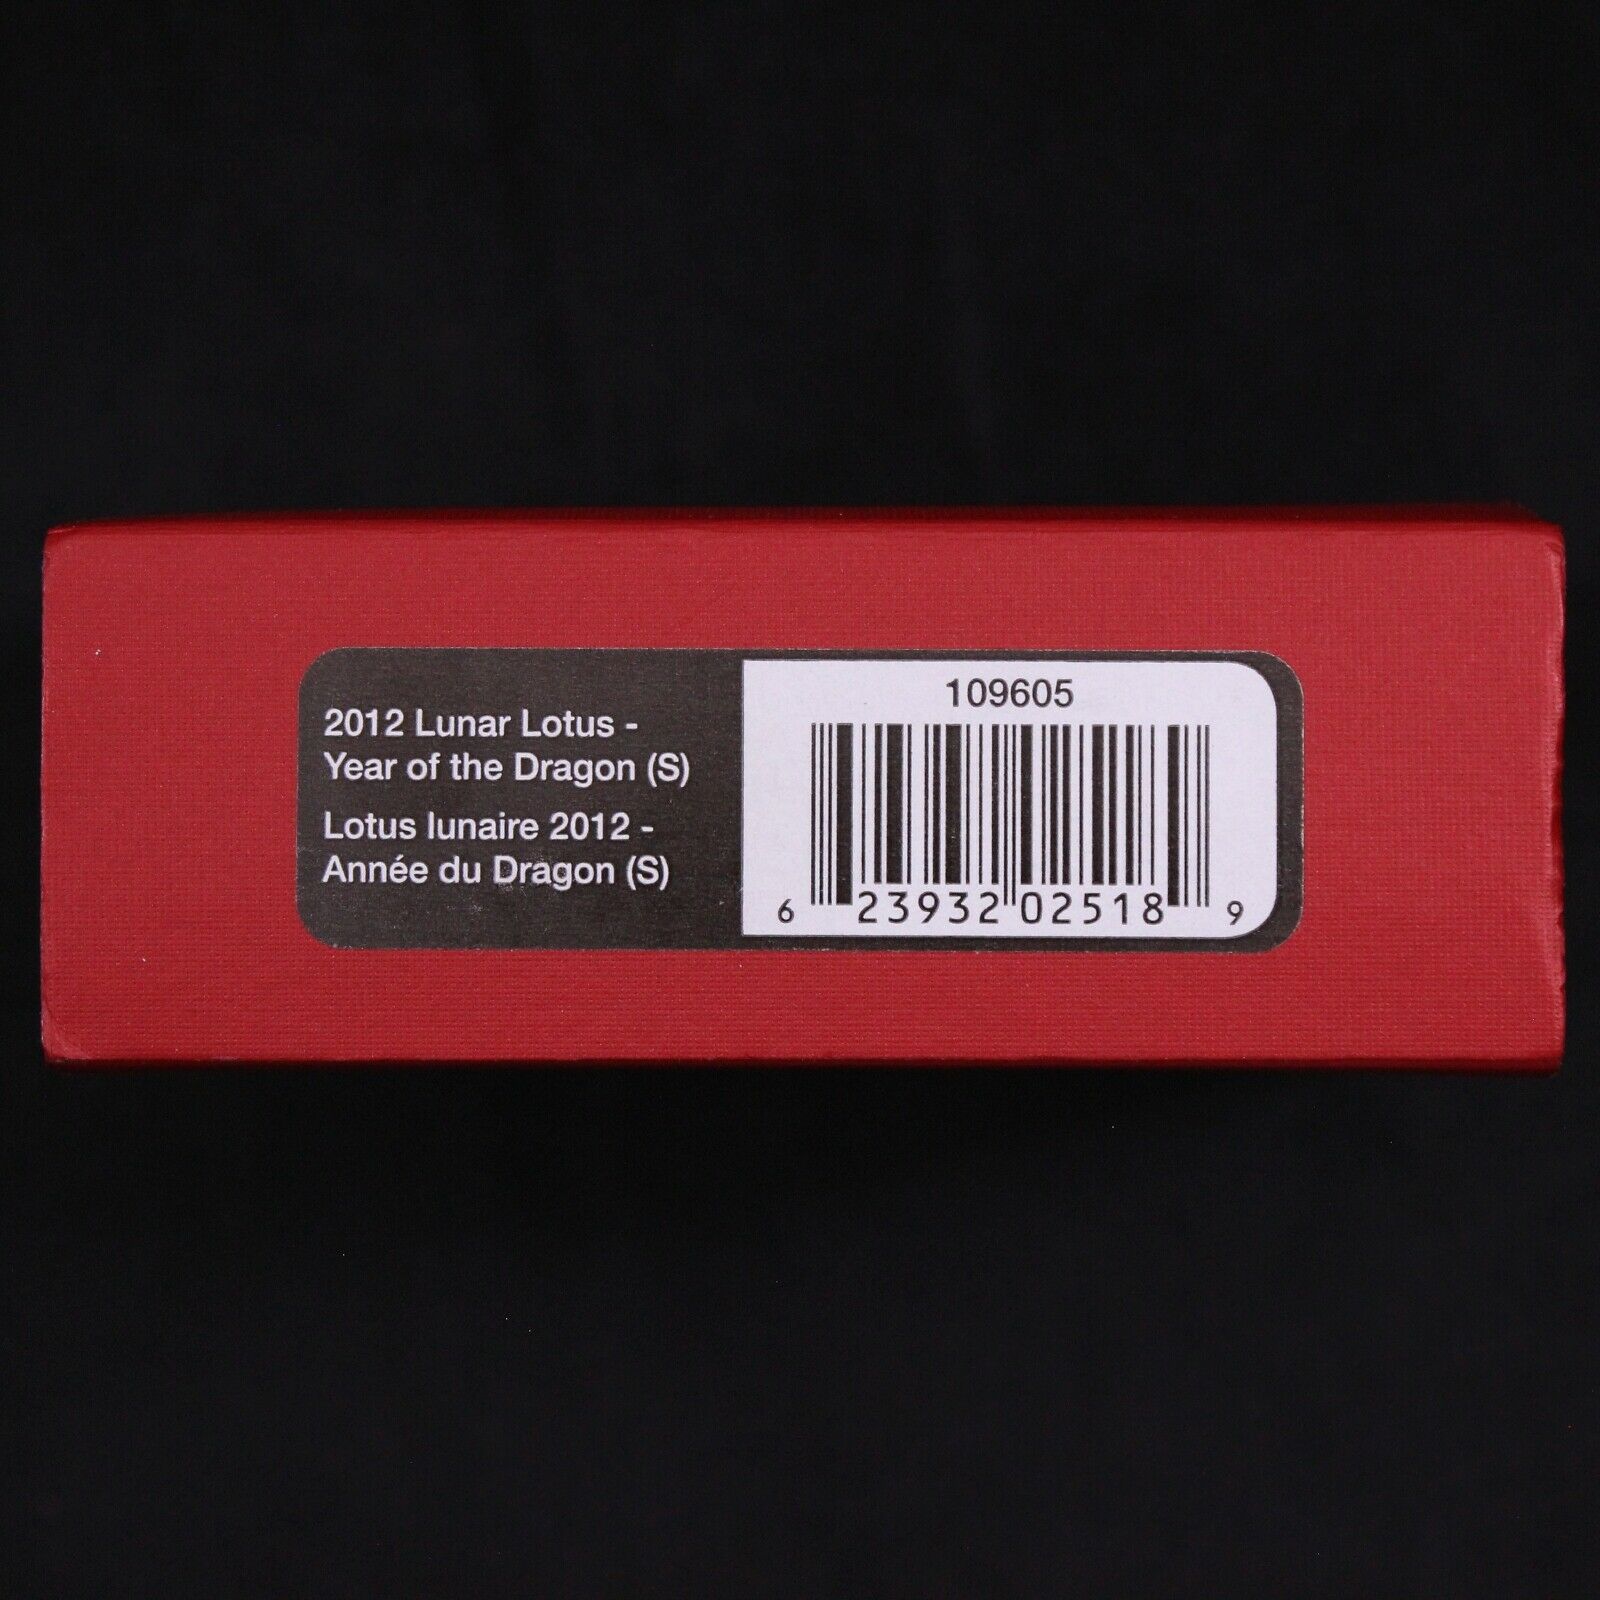 2012 Lunar Lotus -
Year of the Dragon (S)
Lotus lunaire 2012 -
Année du Dragon (S)
109605
6 23932 02518 9